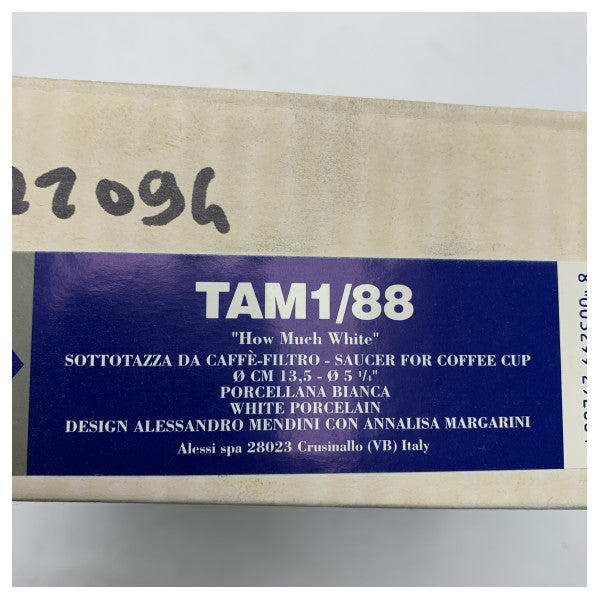 TAM1/88
"How Much White"
SOTTOTAZZA DA CAFFÈ-FILTRO - SAUCER FOR COFFEE CUP
Ø CM 13,5 - Ø 5 ¼"
PORCELLANA BIANCA
WHITE PORCELAIN
DESIGN ALESSANDRO MENDINI CON ANNALISA MARGARINI
Alessi spa 28023 Crusinallo (VB) Italy